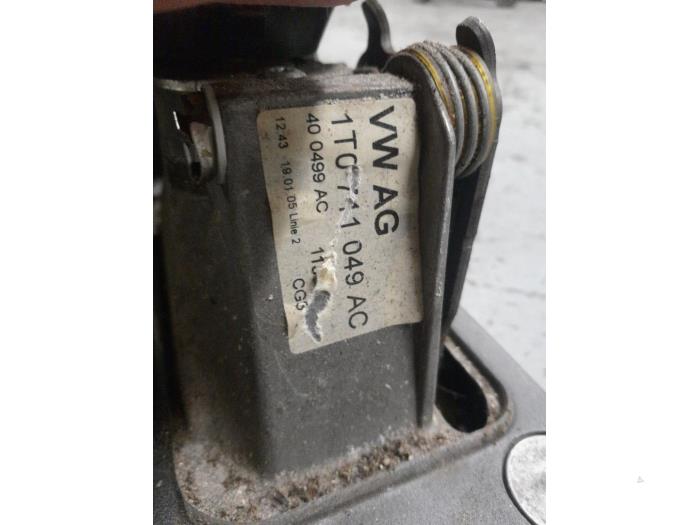 VW AG
1T0 711 049 AC
40 0499 AC
CG3
12:43 19.01.05 Linie 2